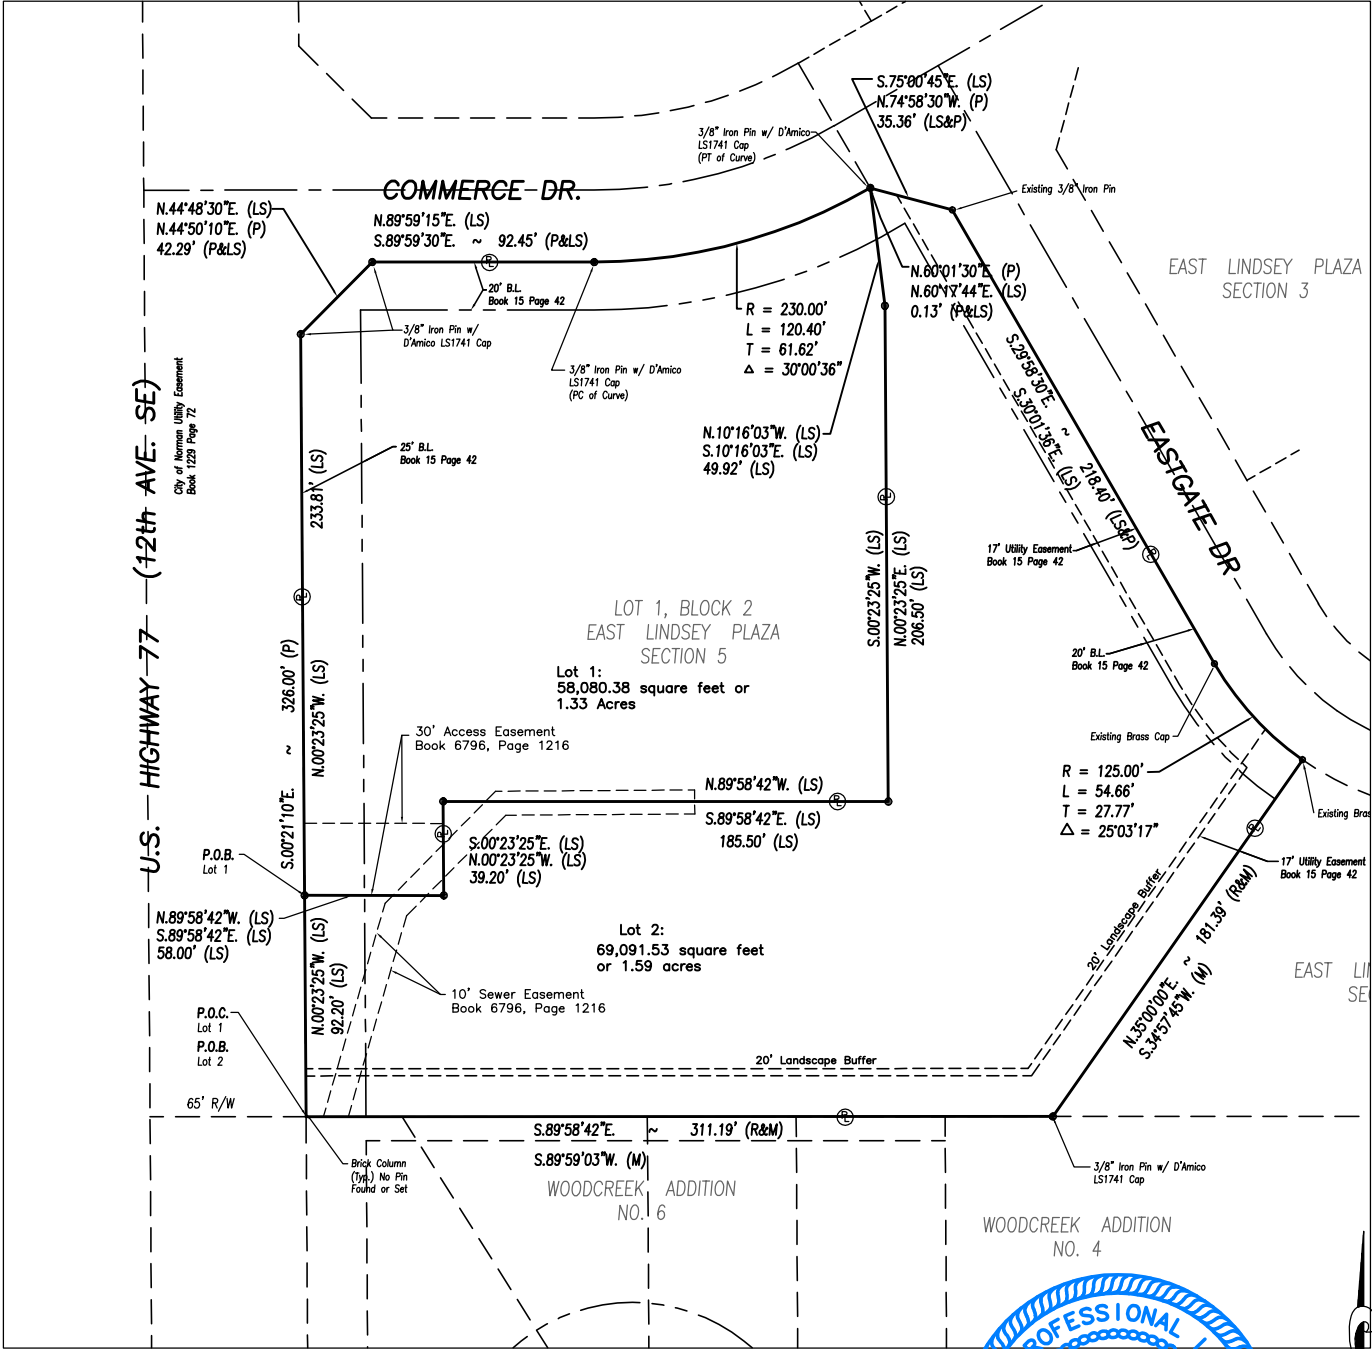 S.75°00'45"E. (LS)
N.74°58'30"W. (P)
35.36' (LS&P)
3/8" Iron Pin w/ D'Amico
LS1741 Cap
(PT of Curve)
Existing 3/8" Iron Pin
COMMERCE DR.
N.44°48'30"E. (LS)
N.44°50'10"E. (P)
42.29' (P&LS)
N.89°59'15"E. (LS)
S.89°59'30"E. ~ 92.45' (P&LS)
EAST LINDSEY PLAZA
SECTION 3
N.60°01'30"E. (P)
N.60°17'44"E. (LS)
0.13' (P&LS)
20' B.L.
Book 15 Page 42
R = 230.00'
L = 120.40'
T = 61.62'
Δ = 30°00'36"
3/8" Iron Pin w/
D'Amico LS1741 Cap
3/8" Iron Pin w/ D'Amico
LS1741 Cap
(PC of Curve)
S.29°58'30"E. ~ 218.40' (LS&P)
S.30°01'36"E. (LS)
EASTGATE DR
U.S. HIGHWAY 77 (12th AVE. SE)
City of Norman Utility Easement
Book 1229 Page 72
N.10°16'03"W. (LS)
S.10°16'03"E. (LS)
49.92' (LS)
25' B.L.
Book 15 Page 42
233.81' (LS)
N.00°23'25"W. (LS)
S.00°21'10"E. ~ 326.00' (P)
S.00°23'25"W. (LS)
N.00°23'25"E. (LS)
206.50' (LS)
17' Utility Easement
Book 15 Page 42
LOT 1, BLOCK 2
EAST LINDSEY PLAZA
SECTION 5
Lot 1:
58,080.38 square feet or
1.33 Acres
20' B.L.
Book 15 Page 42
30' Access Easement
Book 6796, Page 1216
Existing Brass Cap
R = 125.00'
L = 54.66'
T = 27.77'
Δ = 25°03'17"
N.89°58'42"W. (LS)
S.89°58'42"E. (LS)
185.50' (LS)
Existing Bras
S.00°23'25"E. (LS)
N.00°23'25"W. (LS)
39.20' (LS)
P.O.B.
Lot 1
17' Utility Easement
Book 15 Page 42
N.89°58'42"W. (LS)
S.89°58'42"E. (LS)
58.00' (LS)
N.00°23'25"W. (LS)
92.20' (LS)
Lot 2:
69,091.53 square feet
or 1.59 acres
20' Landscape Buffer
N.35°00'00"E. ~ 181.39' (R&M)
S.34°57'45"W. (M)
EAST LI
SE
10' Sewer Easement
Book 6796, Page 1216
P.O.C.
Lot 1
P.O.B.
Lot 2
20' Landscape Buffer
65' R/W
S.89°58'42"E. ~ 311.19' (R&M)
S.89°59'03"W. (M)
Brick Column
(Typ.) No Pin
Found or Set
3/8" Iron Pin w/ D'Amico
LS1741 Cap
WOODCREEK ADDITION
NO. 6
WOODCREEK ADDITION
NO. 4
ROFESSIONAL L